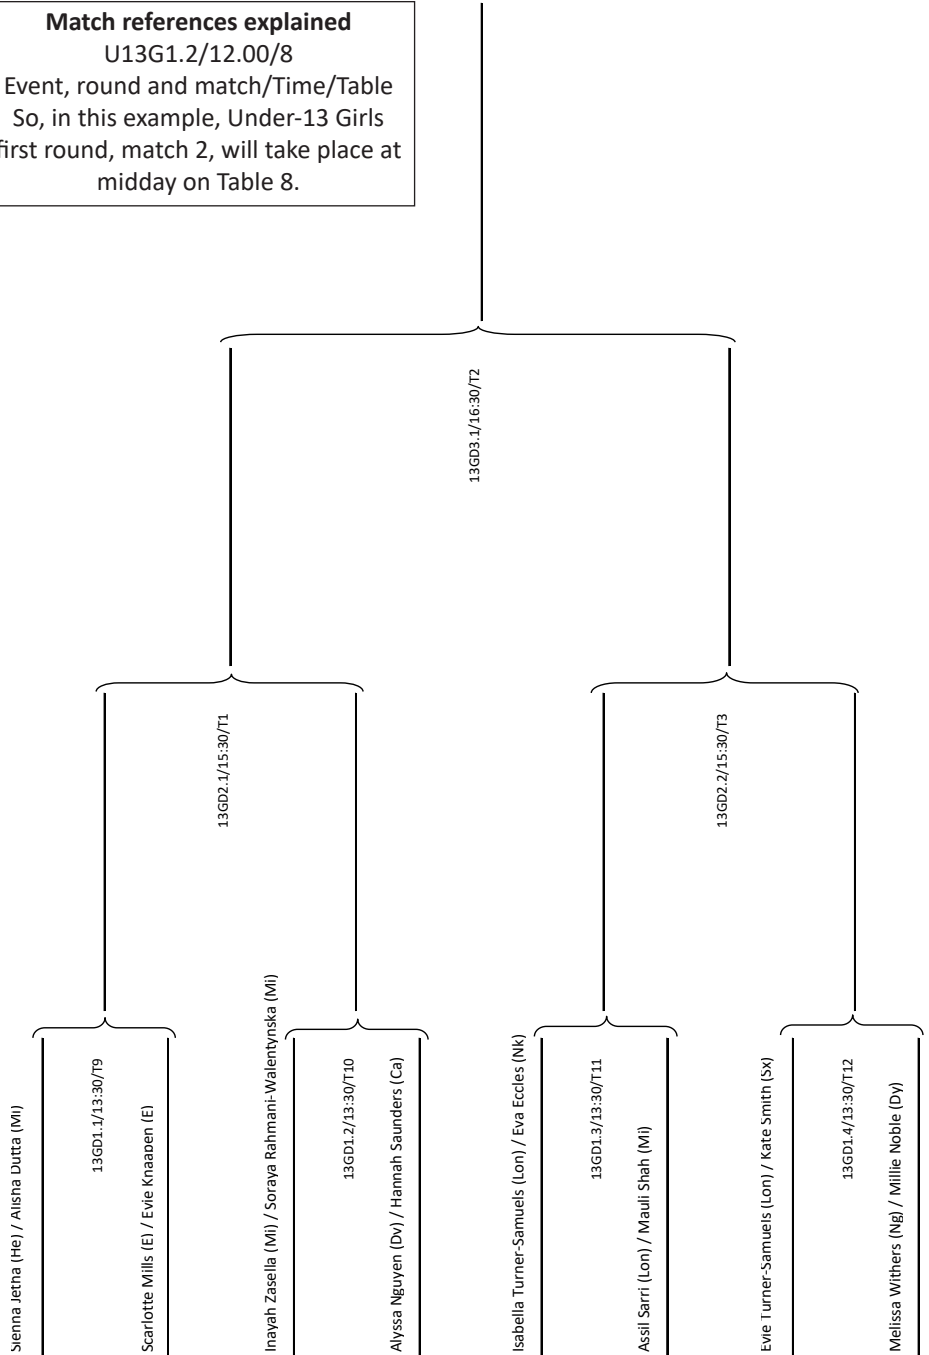 Match references explained
U13G1.2/12.00/8
Event, round and match/Time/Table
So, in this example, Under-13 Girls
first round, match 2, will take place at
midday on Table 8.
13GD3.1/16:30/T2
13GD2.1/15:30/T1
13GD2.2/15:30/T3
Sienna Jetha (He) / Alisha Dutta (Mi)
13GD1.1/13:30/T9
Scarlotte Mills (E) / Evie Knaapen (E)
Inayah Zasella (Mi) / Soraya Rahmani-Walentynska (Mi)
13GD1.2/13:30/T10
Alyssa Nguyen (Dv) / Hannah Saunders (Ca)
Isabella Turner-Samuels (Lon) / Eva Eccles (Nk)
13GD1.3/13:30/T11
Assil Sarri (Lon) / Mauli Shah (Mi)
Evie Turner-Samuels (Lon) / Kate Smith (Sx)
13GD1.4/13:30/T12
Melissa Withers (Ng) / Millie Noble (Dy)